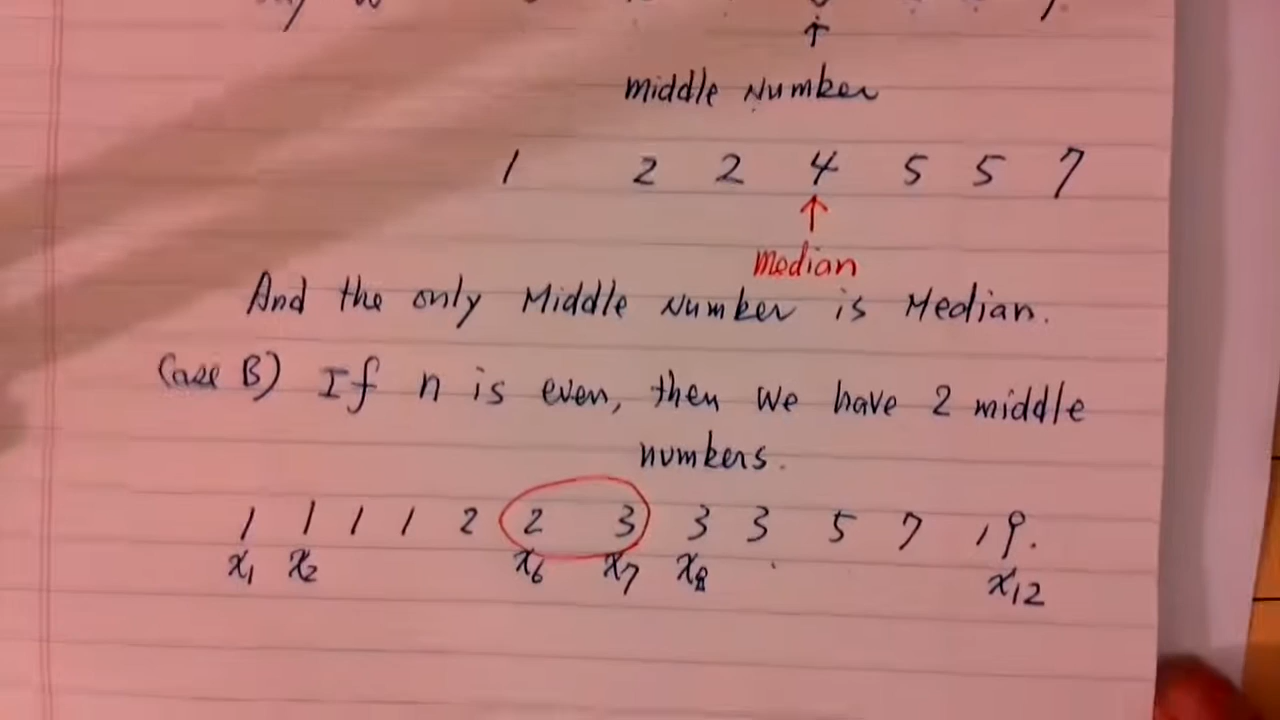 ↑
Middle Number
1 2 2 4 5 5 7
↑
Median
And the only Middle Number is Median.
Case B) If n is even, then we have 2 middle
numbers.
1 1 1 1 2 2 3 3 3 5 7 19.
x₁ x₂ x₆ x₇ x₈ x₁₂